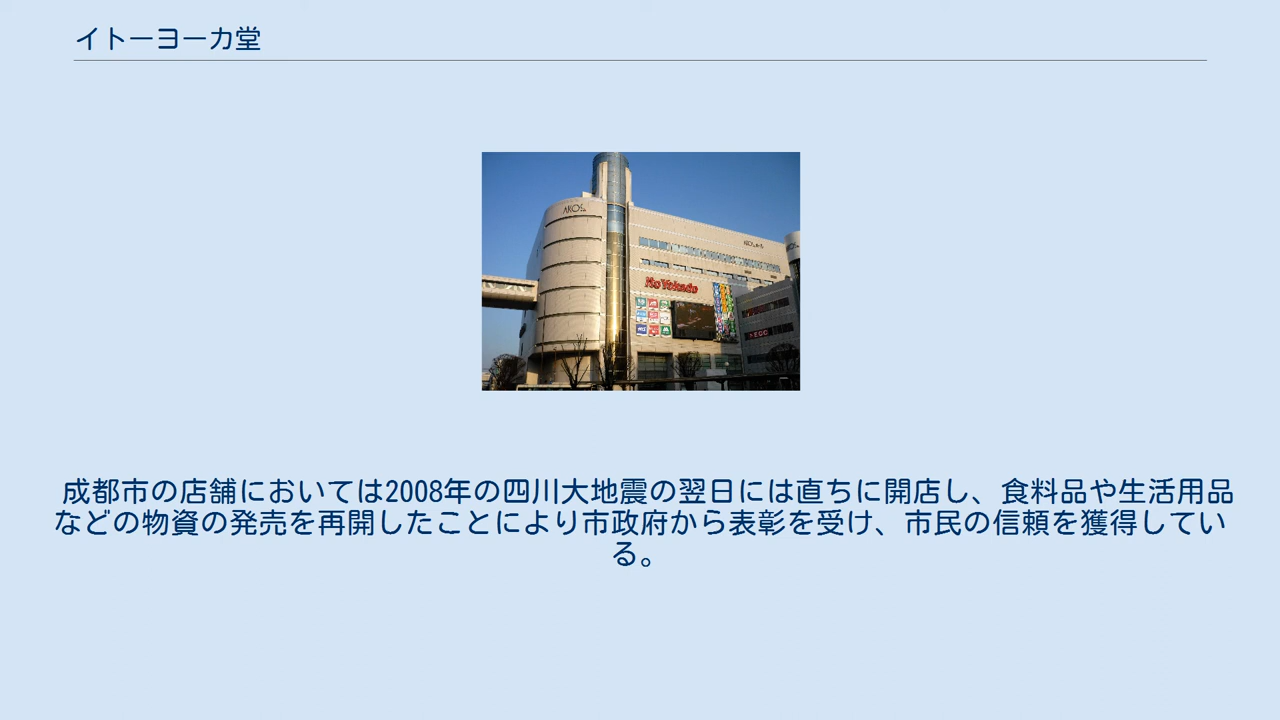 イトーヨーカ堂
Ito Yokado
成都市の店舗においては2008年の四川大地震の翌日には直ちに開店し、食料品や生活用品
などの物資の発売を再開したことにより市政府から表彰を受け、市民の信頼を獲得してい
る。